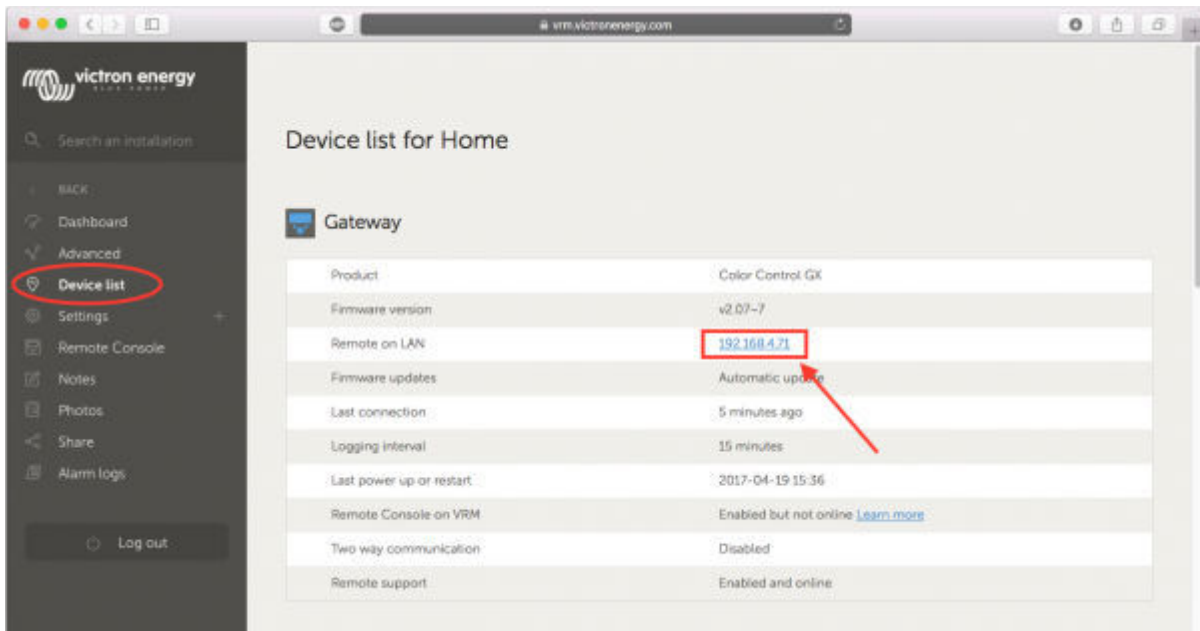 vrm.victronenergy.com
victron energy
BLUE POWER
Search an installation
BACK
Dashboard
Advanced
Device list
Settings
Remote Console
Notes
Photos
Share
Alarm logs
Log out
Device list for Home
Gateway
Product Color Control GX
Firmware version v2.07~7
Remote on LAN 192.168.4.71
Firmware updates Automatic update
Last connection 5 minutes ago
Logging interval 15 minutes
Last power up or restart 2017-04-19 15:36
Remote Console on VRM Enabled but not online Learn more
Two way communication Disabled
Remote support Enabled and online